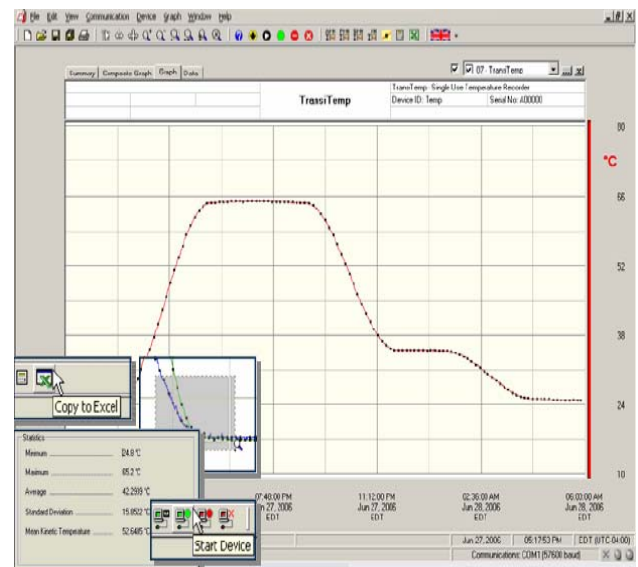 File Edit View Communication Device Graph Window Help
Summary Composite Graph Graph Data
07- TransiTemp
TransiTemp
TransiTemp- Single Use Temperature Recorder
Device ID: Temp
Serial No: A00000
80
°C
66
52
38
24
10
Copy to Excel
Statistics
Minimum 24.8 °C
Maximum 65.2 °C
Average 42.2999 °C
Standard Deviation 15.0522 °C
Mean Kinetic Temperature 52.6485 °C
Start Device
07:48:00 PM
Jun 27, 2006
EDT
11:12:00 PM
Jun 27, 2006
EDT
02:36:00 AM
Jun 28, 2006
EDT
06:00:00 AM
Jun 28, 2006
EDT
Jun 27, 2006 05:17:53 PM EDT (UTC-04:00)
Communications: COM1 (57600 baud)